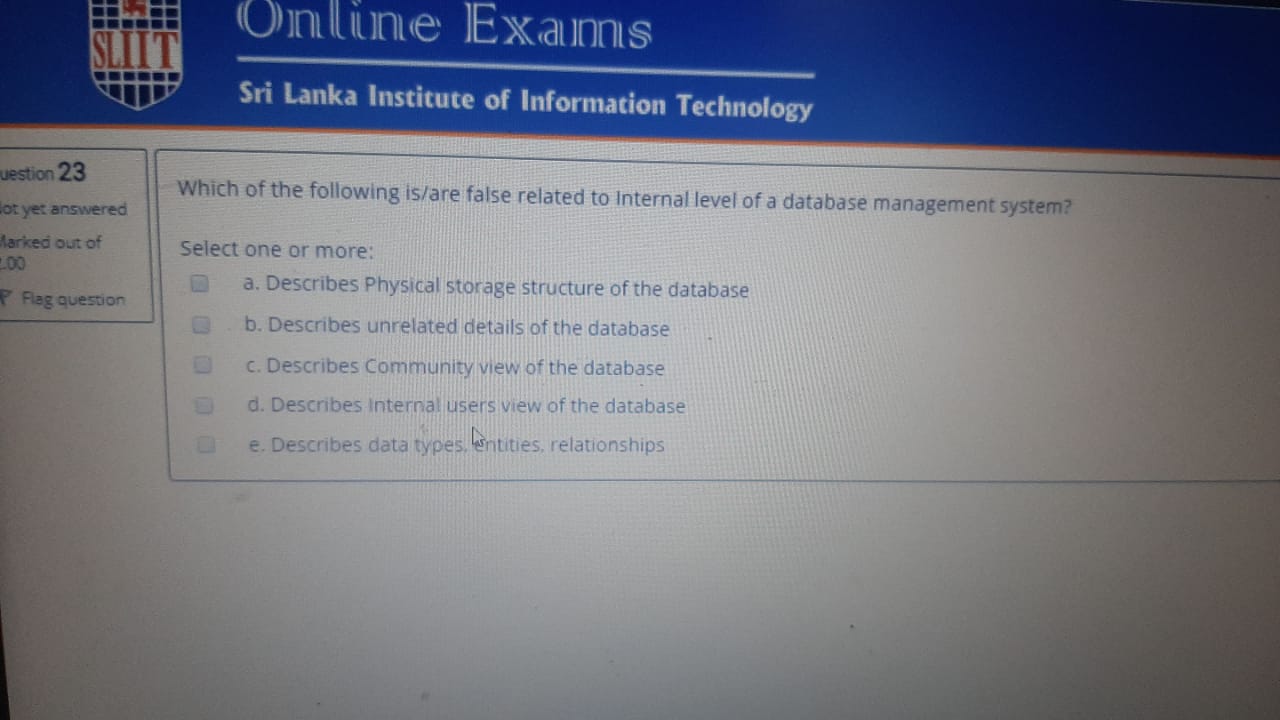 SLIIT
Online Exams
Sri Lanka Institute of Information Technology
uestion 23
ot yet answered
Marked out of
.00
Flag question
Which of the following is/are false related to Internal level of a database management system?
Select one or more:
a. Describes Physical storage structure of the database
b. Describes unrelated details of the database
c. Describes Community view of the database
d. Describes Internal users view of the database
e. Describes data types, entities, relationships